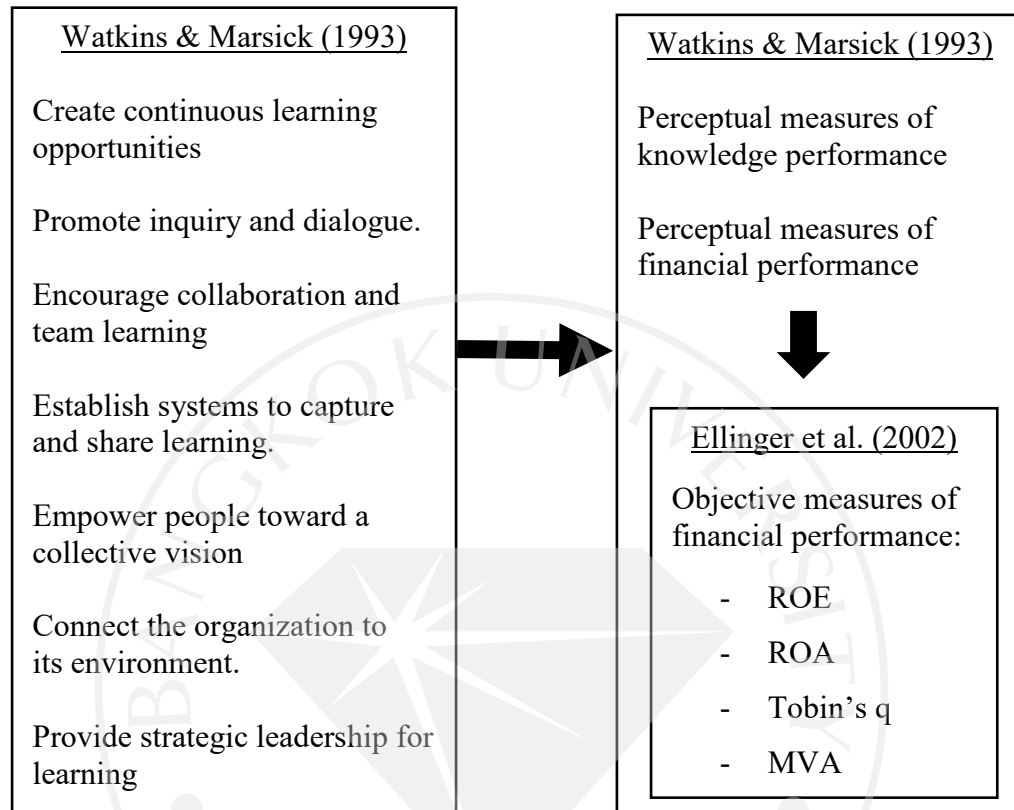 Watkins & Marsick (1993)
Create continuous learning
opportunities
Promote inquiry and dialogue.
Encourage collaboration and
team learning
Establish systems to capture
and share learning.
Empower people toward a
collective vision
Connect the organization to
its environment.
Provide strategic leadership for
learning
Watkins & Marsick (1993)
Perceptual measures of
knowledge performance
Perceptual measures of
financial performance
Ellinger et al. (2002)
Objective measures of
financial performance:
- ROE
- ROA
- Tobin’s q
- MVA
BANGKOK UNIVERSITY